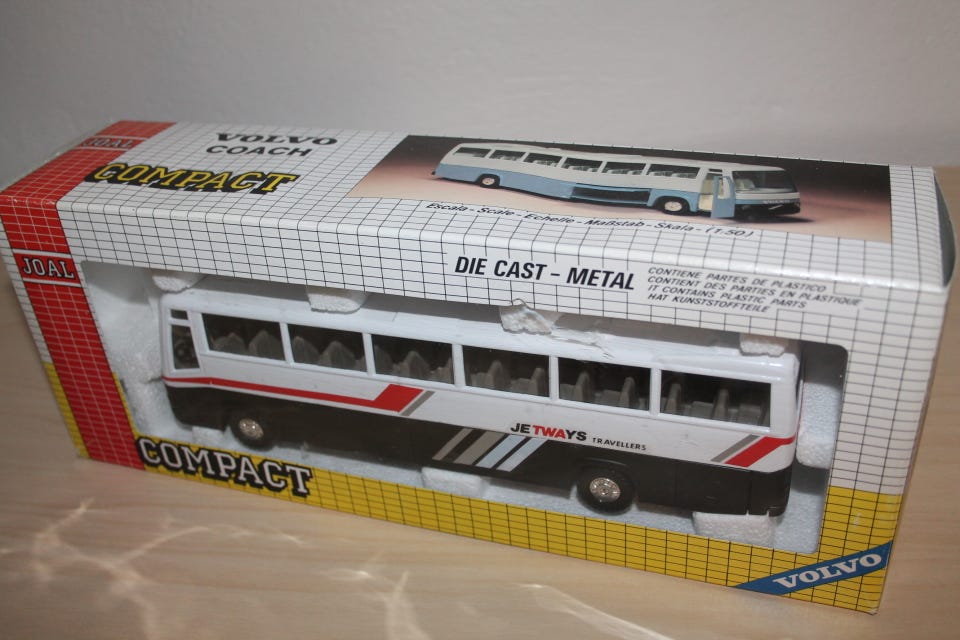 JOAL
VOLVO
COACH
COMPACT
VOLVO
Escala - Scale - Echelle - Maßstab - Skala - (1:50)
JOAL
DIE CAST - METAL
CONTIENE PARTES DE PLASTICO
CONTIENT DES PARTIES EN PLASTIQUE
IT CONTAINS PLASTIC PARTS
HAT KUNSTSTOFFTEILE
JETWAYS TRAVELLERS
COMPACT
VOLVO